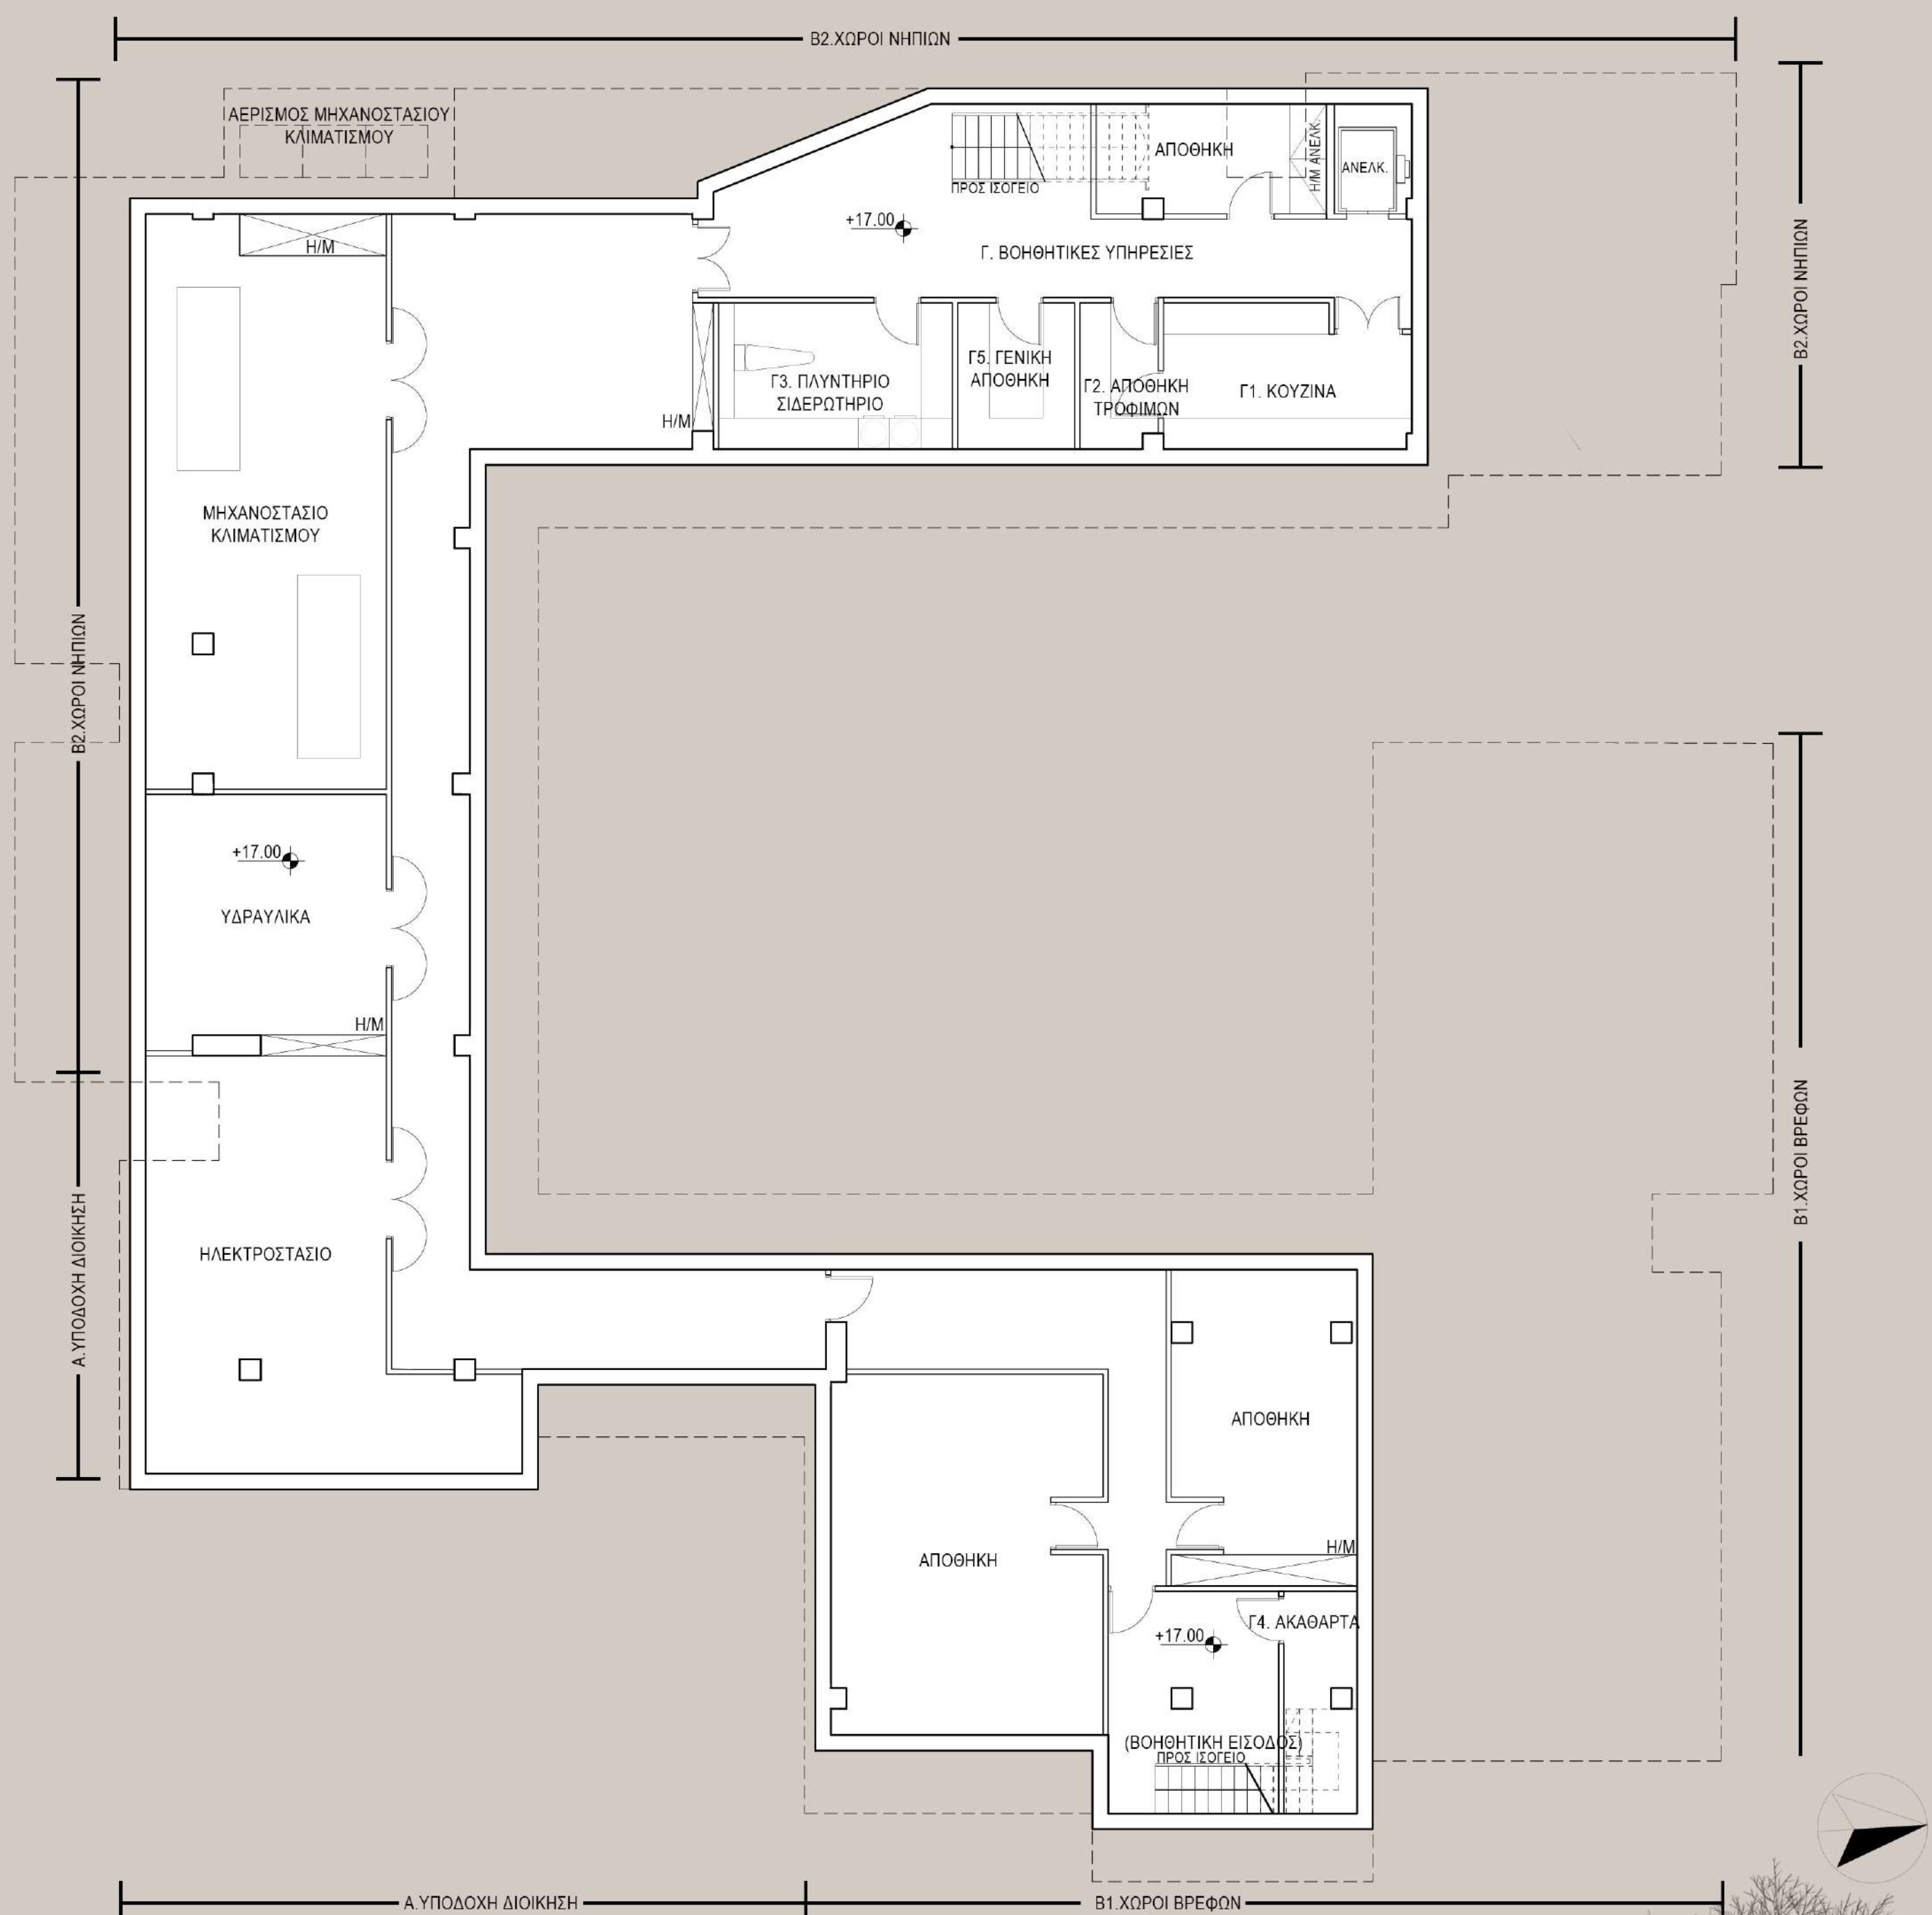 Β2.ΧΩΡΟΙ ΝΗΠΙΩΝ
ΑΕΡΙΣΜΟΣ ΜΗΧΑΝΟΣΤΑΣΙΟΥ
ΚΛΙΜΑΤΙΣΜΟΥ
ΑΠΟΘΗΚΗ
Η/Μ ΑΝΕΛΚ.
ΑΝΕΛΚ.
ΠΡΟΣ ΙΣΟΓΕΙΟ
+17.00
Γ. ΒΟΗΘΗΤΙΚΕΣ ΥΠΗΡΕΣΙΕΣ
Η/Μ
Β2.ΧΩΡΟΙ ΝΗΠΙΩΝ
Γ3. ΠΛΥΝΤΗΡΙΟ
ΣΙΔΕΡΩΤΗΡΙΟ
Γ5. ΓΕΝΙΚΗ
ΑΠΟΘΗΚΗ
Γ2. ΑΠΟΘΗΚΗ
ΤΡΟΦΙΜΩΝ
Γ1. ΚΟΥΖΙΝΑ
Η/Μ
ΜΗΧΑΝΟΣΤΑΣΙΟ
ΚΛΙΜΑΤΙΣΜΟΥ
Β2.ΧΩΡΟΙ ΝΗΠΙΩΝ
+17.00
ΥΔΡΑΥΛΙΚΑ
Η/Μ
Β1.ΧΩΡΟΙ ΒΡΕΦΩΝ
Α.ΥΠΟΔΟΧΗ ΔΙΟΙΚΗΣΗ
ΗΛΕΚΤΡΟΣΤΑΣΙΟ
ΑΠΟΘΗΚΗ
ΑΠΟΘΗΚΗ
Η/Μ
Γ4. ΑΚΑΘΑΡΤΑ
+17.00
(ΒΟΗΘΗΤΙΚΗ ΕΙΣΟΔΟΣ)
ΠΡΟΣ ΙΣΟΓΕΙΟ
Α.ΥΠΟΔΟΧΗ ΔΙΟΙΚΗΣΗ
Β1.ΧΩΡΟΙ ΒΡΕΦΩΝ